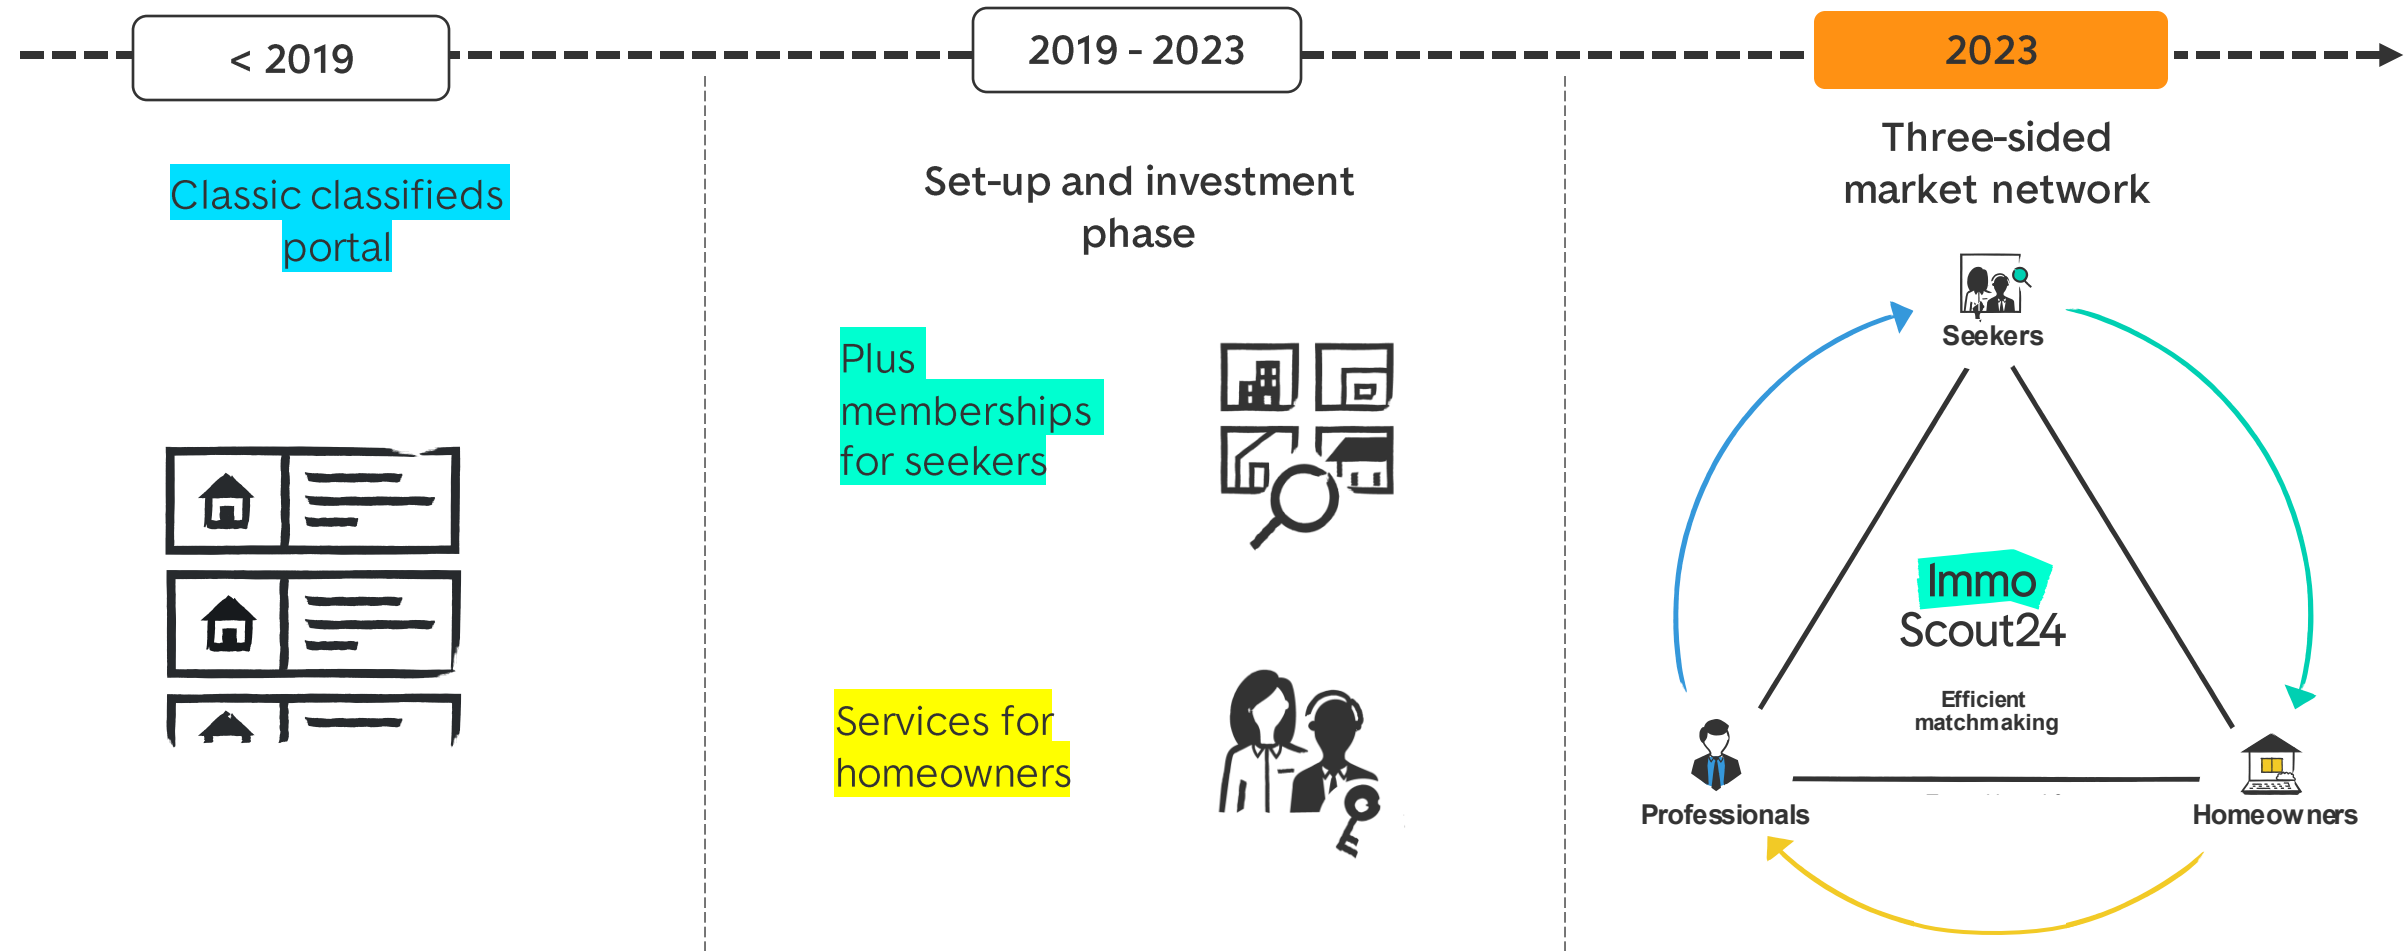 < 2019
2019 - 2023
2023
Classic classifieds
portal
Set-up and investment
phase
Plus
memberships
for seekers
Services for
homeowners
Three-sided
market network
Seekers
Immo
Scout24
Efficient
matchmaking
Professionals
Homeowners